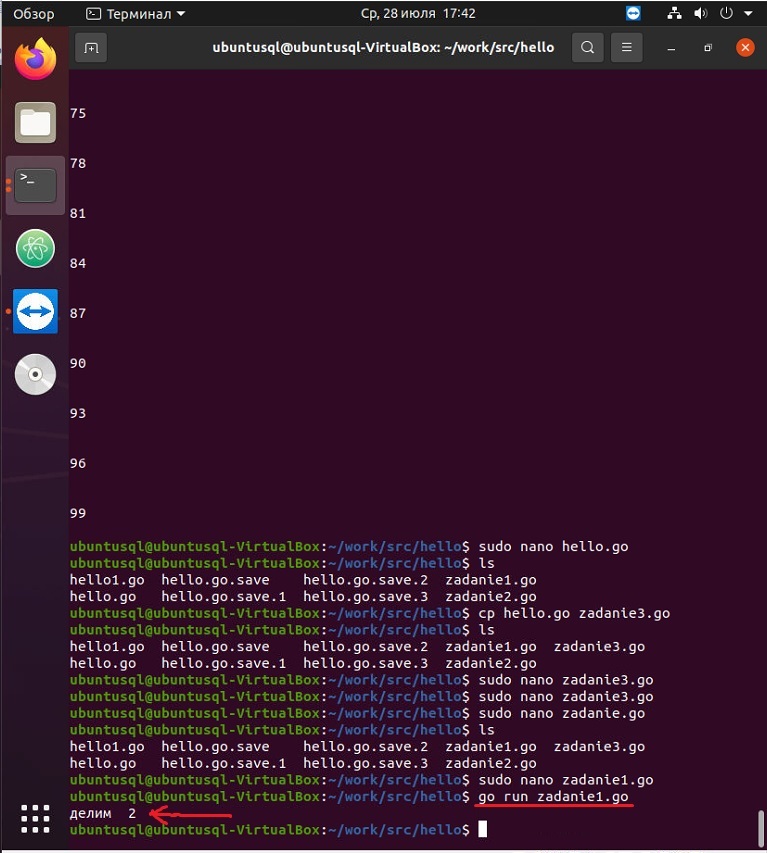 Обзор Терминал Ср, 28 июля 17:42
ubuntusql@ubuntusql-VirtualBox: ~/work/src/hello
75
78
81
84
87
90
93
96
99
ubuntusql@ubuntusql-VirtualBox:~/work/src/hello$ sudo nano hello.go
ubuntusql@ubuntusql-VirtualBox:~/work/src/hello$ ls
hello1.go hello.go.save hello.go.save.2 zadanie1.go
hello.go hello.go.save.1 hello.go.save.3 zadanie2.go
ubuntusql@ubuntusql-VirtualBox:~/work/src/hello$ cp hello.go zadanie3.go
ubuntusql@ubuntusql-VirtualBox:~/work/src/hello$ ls
hello1.go hello.go.save hello.go.save.2 zadanie1.go zadanie3.go
hello.go hello.go.save.1 hello.go.save.3 zadanie2.go
ubuntusql@ubuntusql-VirtualBox:~/work/src/hello$ sudo nano zadanie3.go
ubuntusql@ubuntusql-VirtualBox:~/work/src/hello$ sudo nano zadanie3.go
ubuntusql@ubuntusql-VirtualBox:~/work/src/hello$ sudo nano zadanie.go
ubuntusql@ubuntusql-VirtualBox:~/work/src/hello$ ls
hello1.go hello.go.save hello.go.save.2 zadanie1.go zadanie3.go
hello.go hello.go.save.1 hello.go.save.3 zadanie2.go
ubuntusql@ubuntusql-VirtualBox:~/work/src/hello$ sudo nano zadanie1.go
ubuntusql@ubuntusql-VirtualBox:~/work/src/hello$ go run zadanie1.go
делим 2
ubuntusql@ubuntusql-VirtualBox:~/work/src/hello$